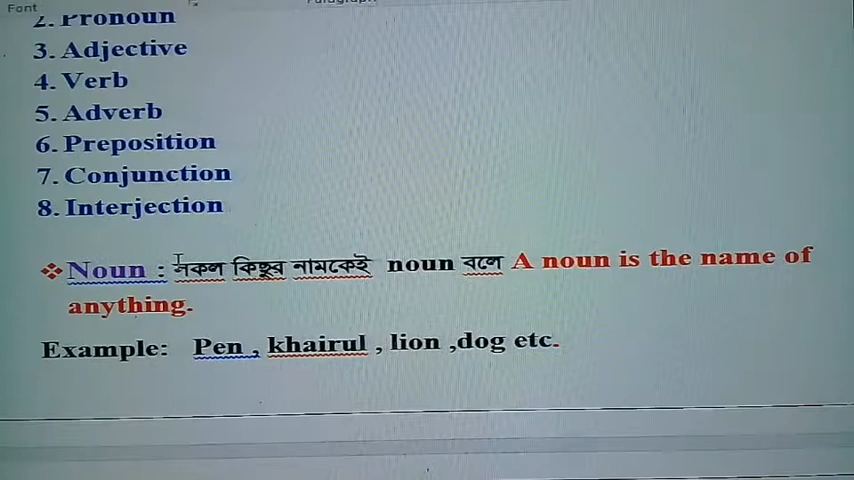 Font
2. Pronoun
3. Adjective
4. Verb
5. Adverb
6. Preposition
7. Conjunction
8. Interjection
❖ Noun : সকল কিছুর নামকেই noun বলে A noun is the name of
anything.
Example: Pen , khairul , lion ,dog etc.